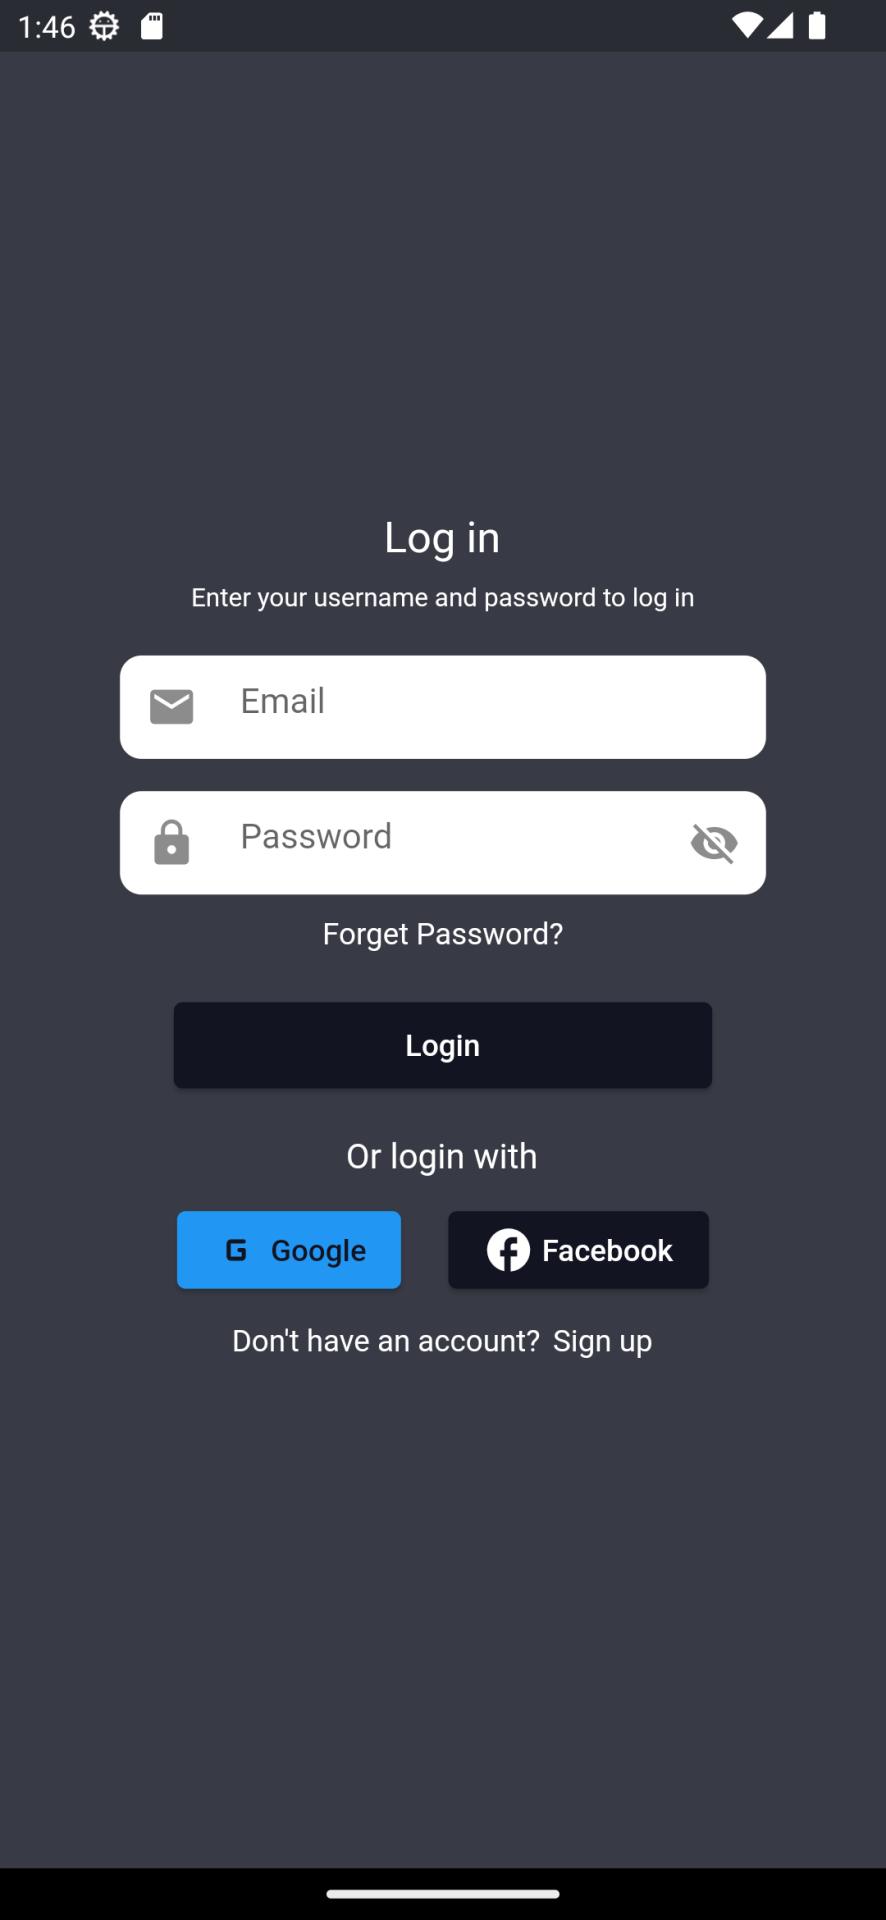 1:46
Log in
Enter your username and password to log in
Email
Password
Forget Password?
Login
Or login with
G Google
Facebook
Don't have an account? Sign up